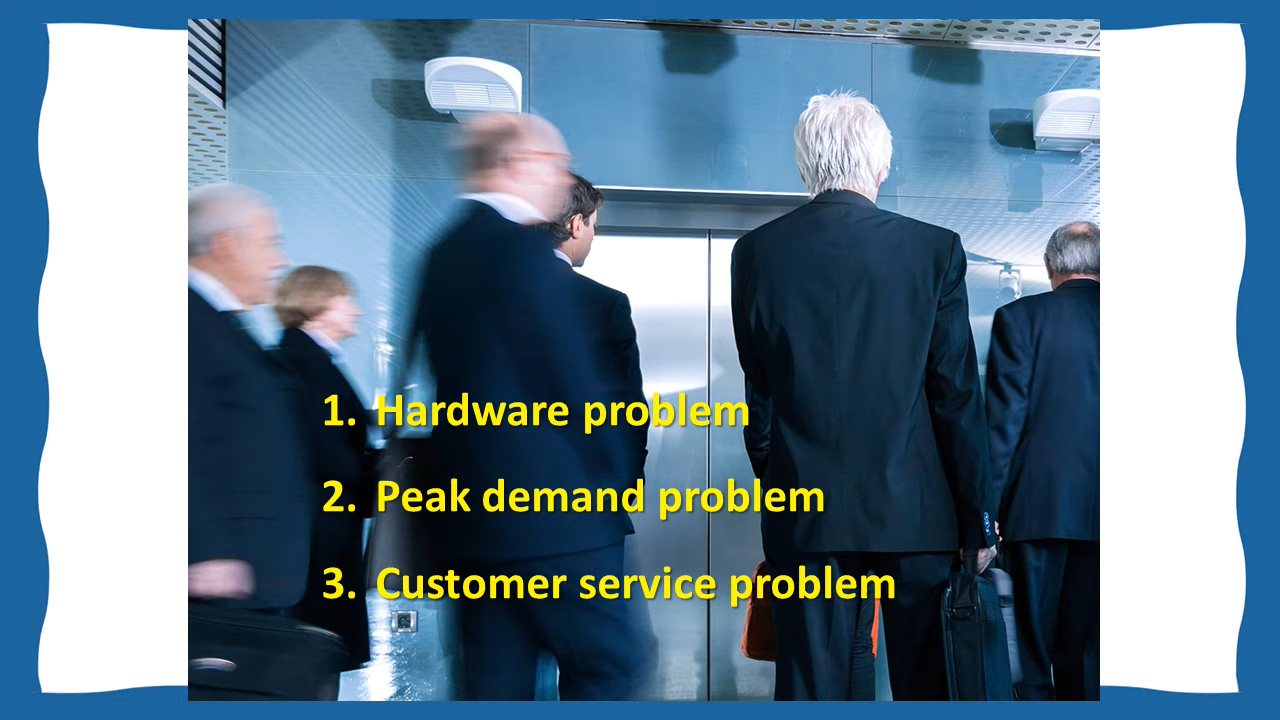 1. Hardware problem
2. Peak demand problem
3. Customer service problem